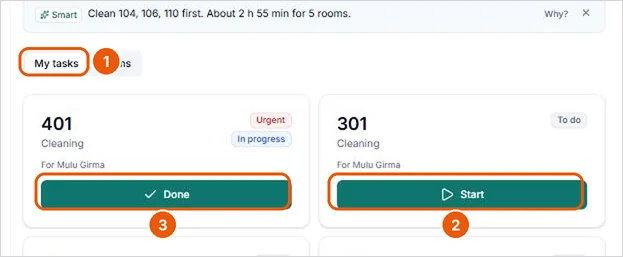 Smart Clean 104, 106, 110 first. About 2 h 55 min for 5 rooms. Why?
My tasks 1
401 Urgent
Cleaning In progress
For Mulu Girma
Done
3
301 To do
Cleaning
For Mulu Girma
Start
2